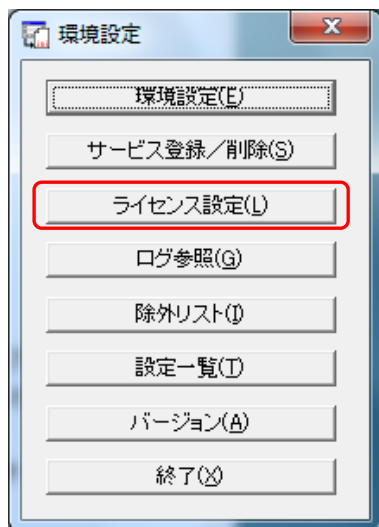 環境設定
環境設定(E)
サービス登録／削除(S)
ライセンス設定(L)
ログ参照(G)
除外リスト(I)
設定一覧(T)
バージョン(A)
終了(X)